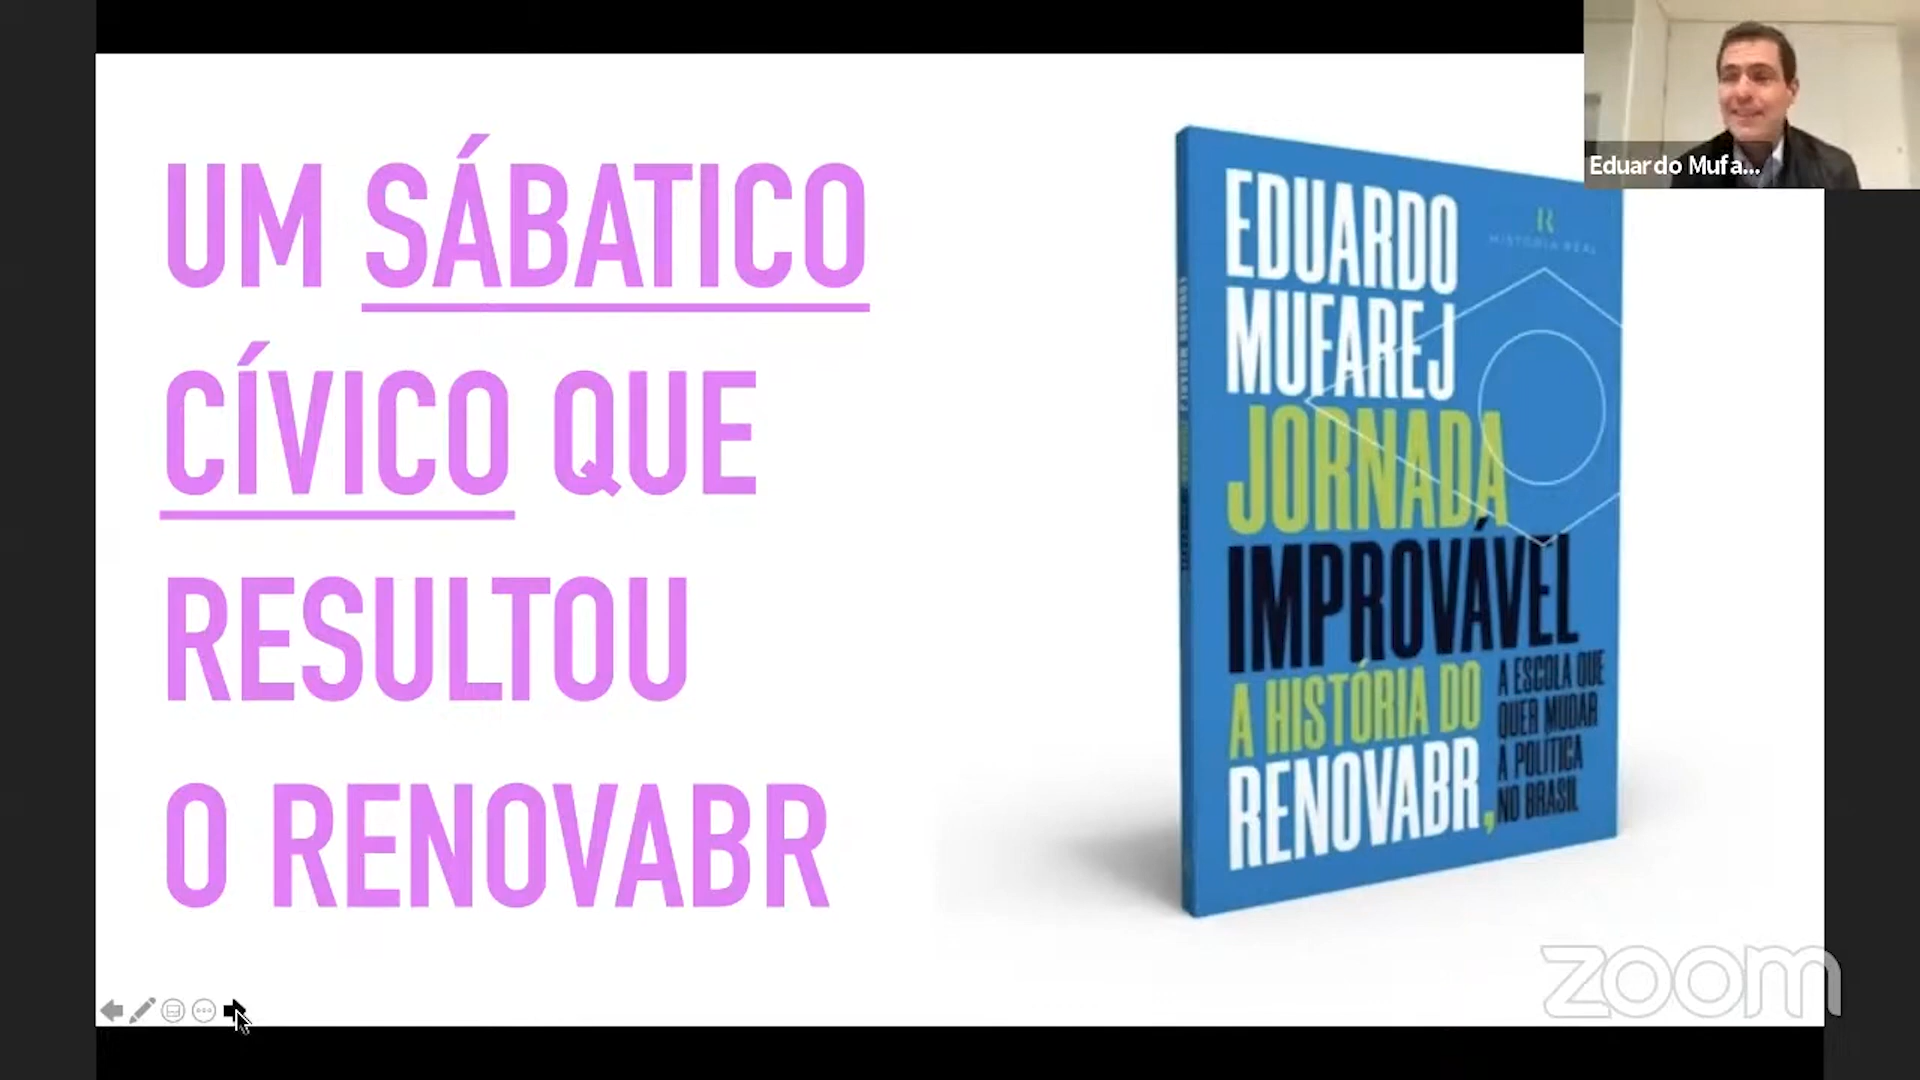 UM SÁBATICO
CÍVICO QUE
RESULTOU
O RENOVABR
Eduardo Mufa...
EDUARDO
MUFAREJ
HISTÓRIA REAL
JORNADA
IMPROVÁVEL
A HISTÓRIA DO
RENOVABR,
A ESCOLA QUE
QUER MUDAR
A POLÍTICA
NO BRASIL
zoom